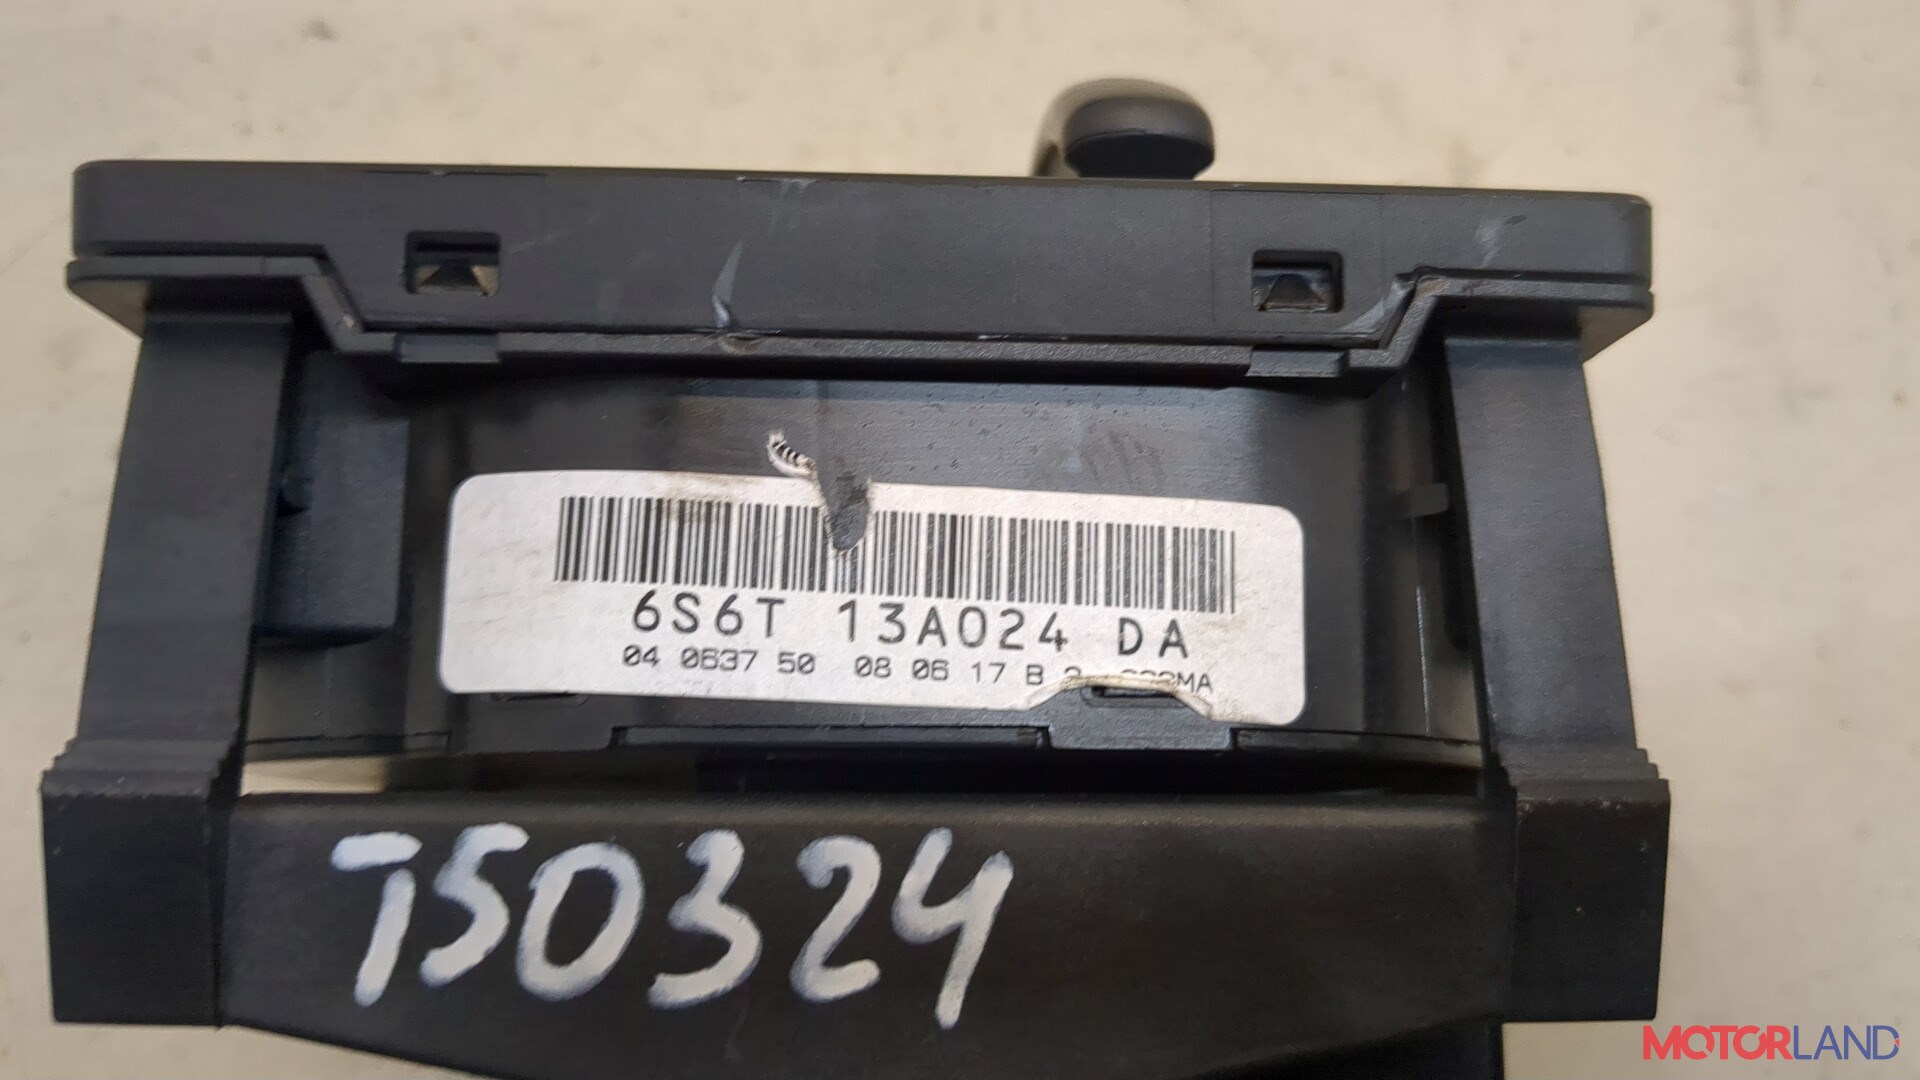 6S6T 13A024 DA
04 0637 50 08 06 17 B
T50324
MOTORLAND